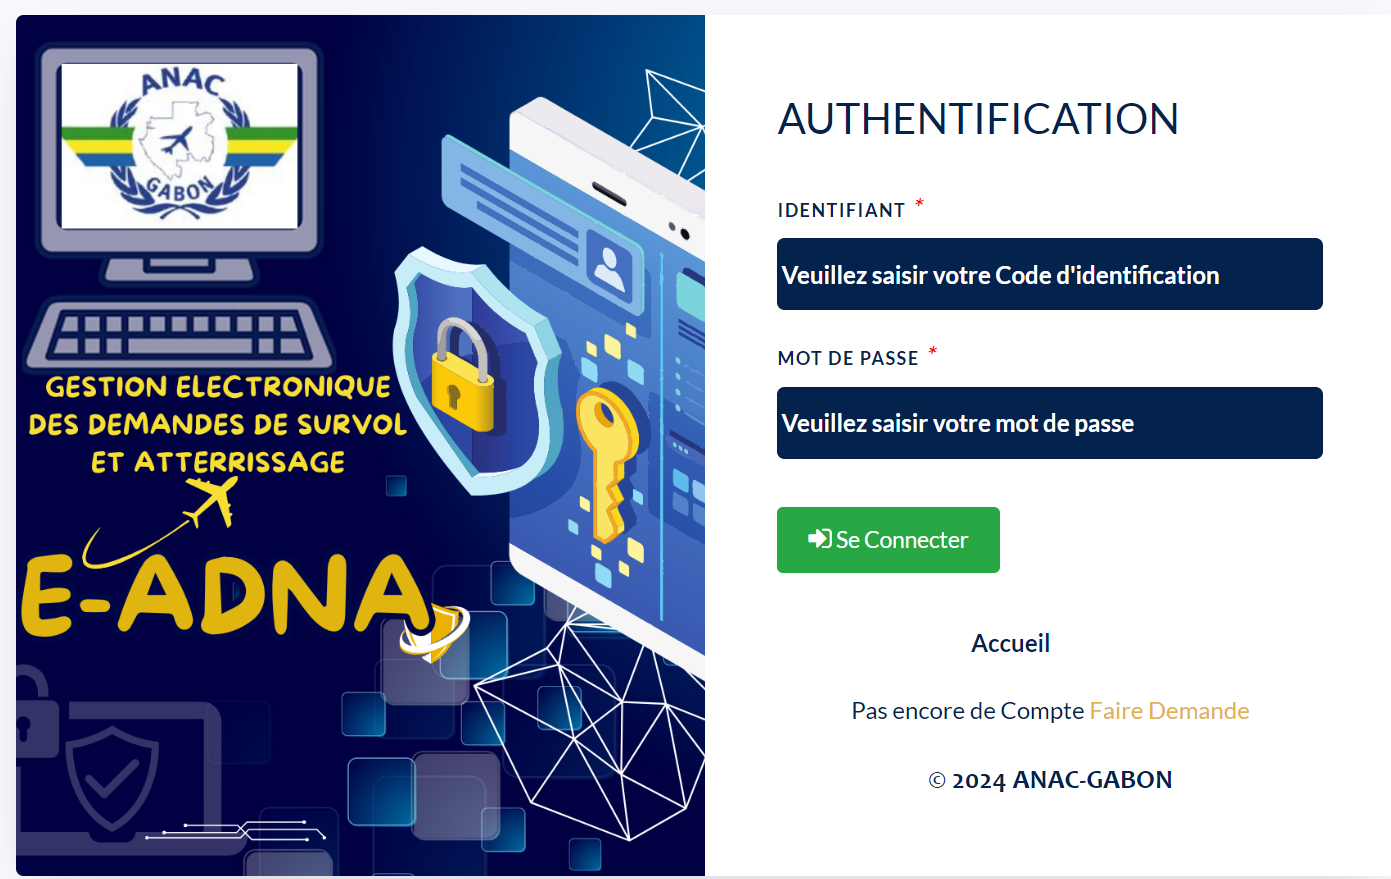 ANAC
GABON
GESTION ELECTRONIQUE
DES DEMANDES DE SURVOL
ET ATTERRISSAGE
E-ADNA
AUTHENTIFICATION
IDENTIFIANT *
Veuillez saisir votre Code d'identification
MOT DE PASSE *
Veuillez saisir votre mot de passe
Se Connecter
Accueil
Pas encore de Compte Faire Demande
© 2024 ANAC-GABON